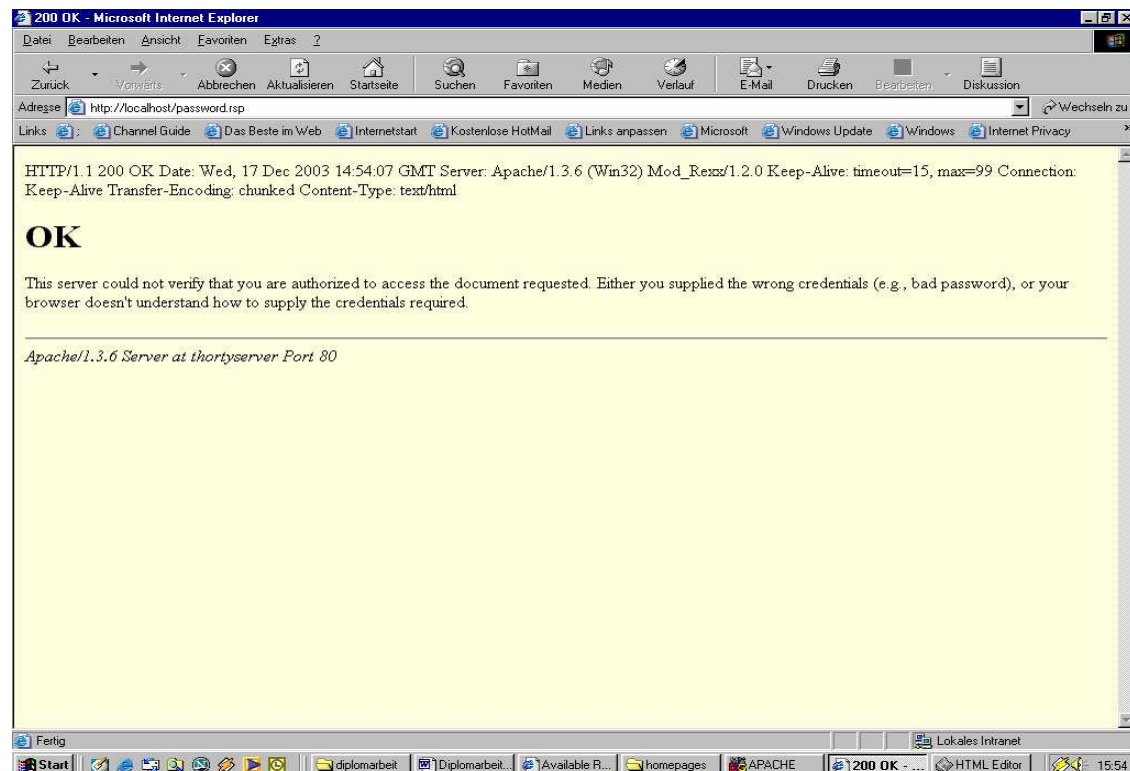 200 OK - Microsoft Internet Explorer
Datei Bearbeiten Ansicht Favoriten Extras ?
Zurück Vorwärts Abbrechen Aktualisieren Startseite Suchen Favoriten Medien Verlauf E-Mail Drucken Bearbeiten Diskussion
Adresse http://localhost/password.rsp Wechseln zu
Links ; Channel Guide Das Beste im Web Internetstart Kostenlose HotMail Links anpassen Microsoft Windows Update Windows Internet Privacy »
HTTP/1.1 200 OK Date: Wed, 17 Dec 2003 14:54:07 GMT Server: Apache/1.3.6 (Win32) Mod_Rexx/1.2.0 Keep-Alive: timeout=15, max=99 Connection:
Keep-Alive Transfer-Encoding: chunked Content-Type: text/html
OK
This server could not verify that you are authorized to access the document requested. Either you supplied the wrong credentials (e.g., bad password), or your
browser doesn't understand how to supply the credentials required.
Apache/1.3.6 Server at thortyserver Port 80
Fertig Lokales Intranet
Start diplomarbeit Diplomarbeit... Available R... homepages APACHE 200 OK - ... HTML Editor 15:54